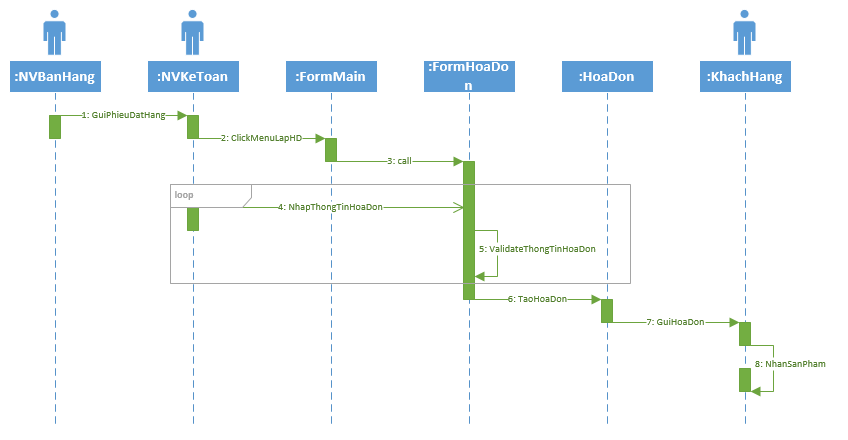 :NVBanHang
:NVKeToan
:FormMain
:FormHoaDo
n
:HoaDon
:KhachHang
1: GuiPhieuDatHang
2: ClickMenuLapHD
3: call
loop
4: NhapThongTinHoaDon
5: ValidateThongTinHoaDon
6: TaoHoaDon
7: GuiHoaDon
8: NhanSanPham